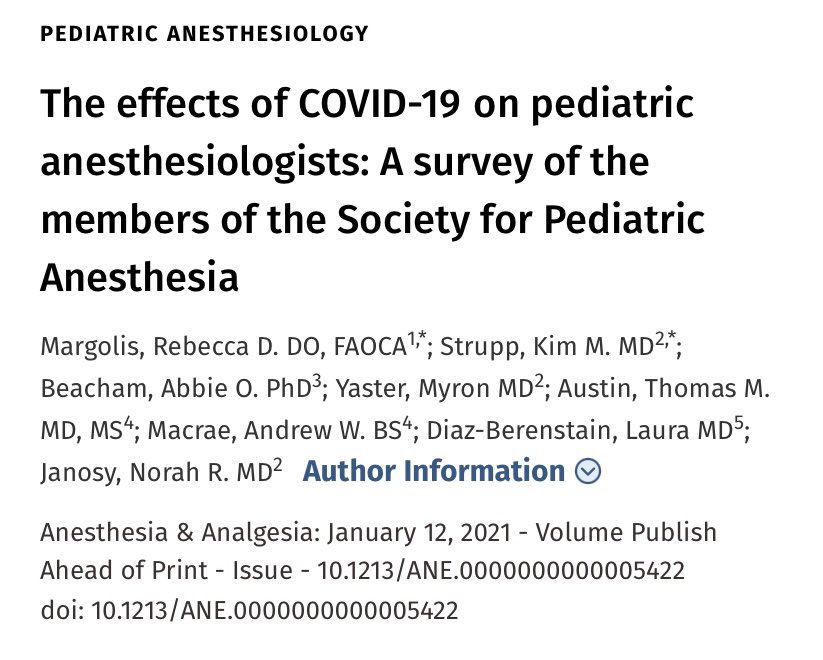 PEDIATRIC ANESTHESIOLOGY
The effects of COVID-19 on pediatric
anesthesiologists: A survey of the
members of the Society for Pediatric
Anesthesia
Margolis, Rebecca D. DO, FAOCA1,*; Strupp, Kim M. MD2,*;
Beacham, Abbie O. PhD3; Yaster, Myron MD2; Austin, Thomas M.
MD, MS4; Macrae, Andrew W. BS4; Diaz-Berenstain, Laura MD5;
Janosy, Norah R. MD2 Author Information
Anesthesia & Analgesia: January 12, 2021 - Volume Publish
Ahead of Print - Issue - 10.1213/ANE.0000000000005422
doi: 10.1213/ANE.0000000000005422